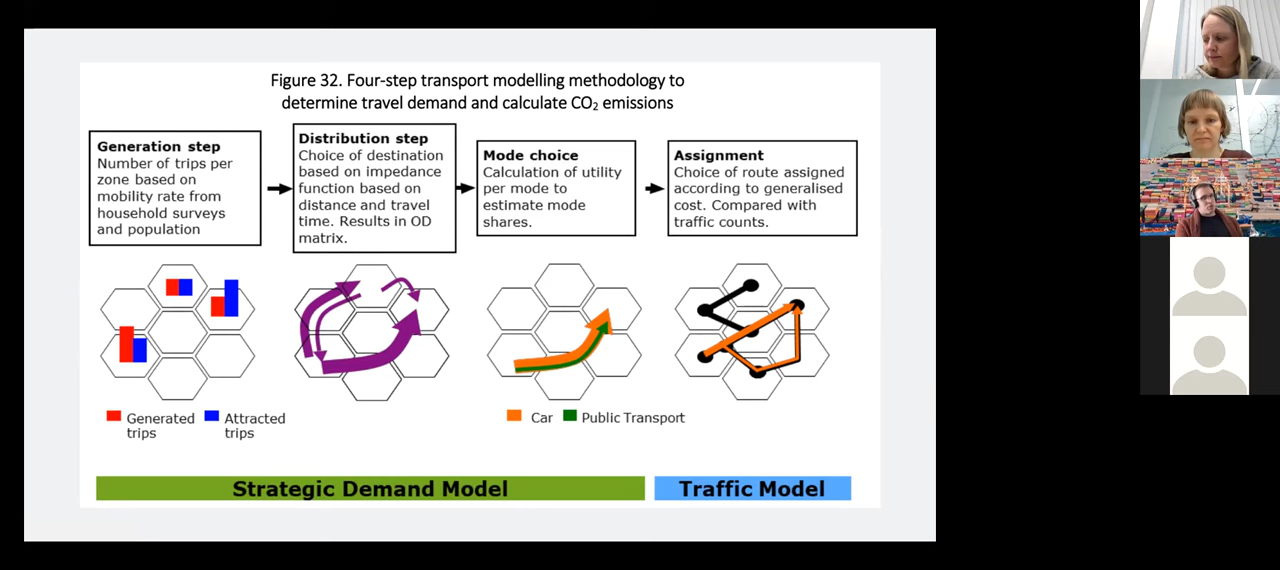 Figure 32. Four-step transport modelling methodology to
determine travel demand and calculate CO₂ emissions
Generation step
Number of trips per
zone based on
mobility rate from
household surveys
and population
Distribution step
Choice of destination
based on impedance
function based on
distance and travel
time. Results in OD
matrix.
Mode choice
Calculation of utility
per mode to
estimate mode
shares.
Assignment
Choice of route assigned
according to generalised
cost. Compared with
traffic counts.
Generated
trips
Attracted
trips
Car
Public Transport
Strategic Demand Model
Traffic Model